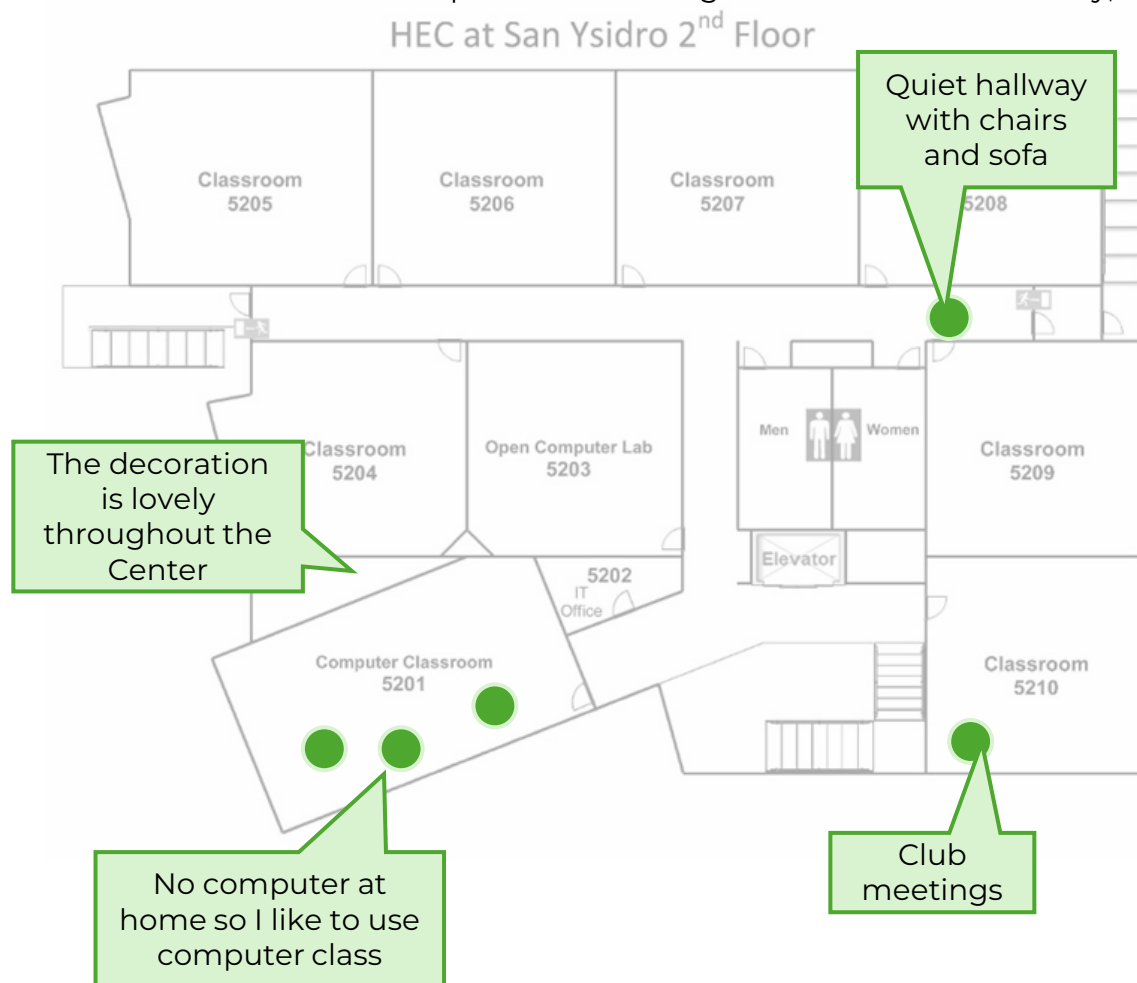 HEC at San Ysidro 2nd Floor
Quiet hallway
with chairs
and sofa
Classroom
5205
Classroom
5206
Classroom
5207
5208
The decoration
is lovely
throughout the
Center
Classroom
5204
Open Computer Lab
5203
Men
Women
Classroom
5209
Elevator
5202
IT
Office
Computer Classroom
5201
Classroom
5210
No computer at
home so I like to use
computer class
Club
meetings